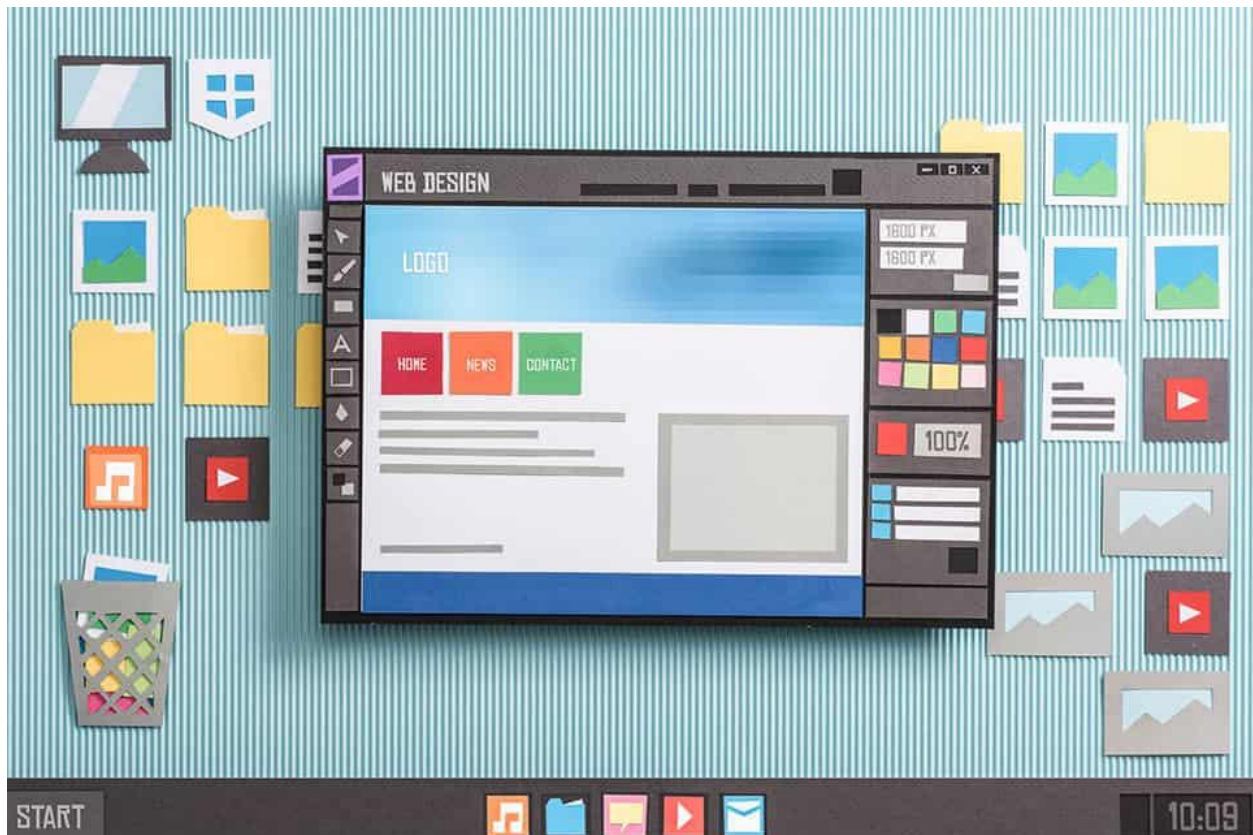 WEB DESIGN
1600 PX
LOGO
1600 PX
HOME NEWS CONTACT
A
100%
START
10:09